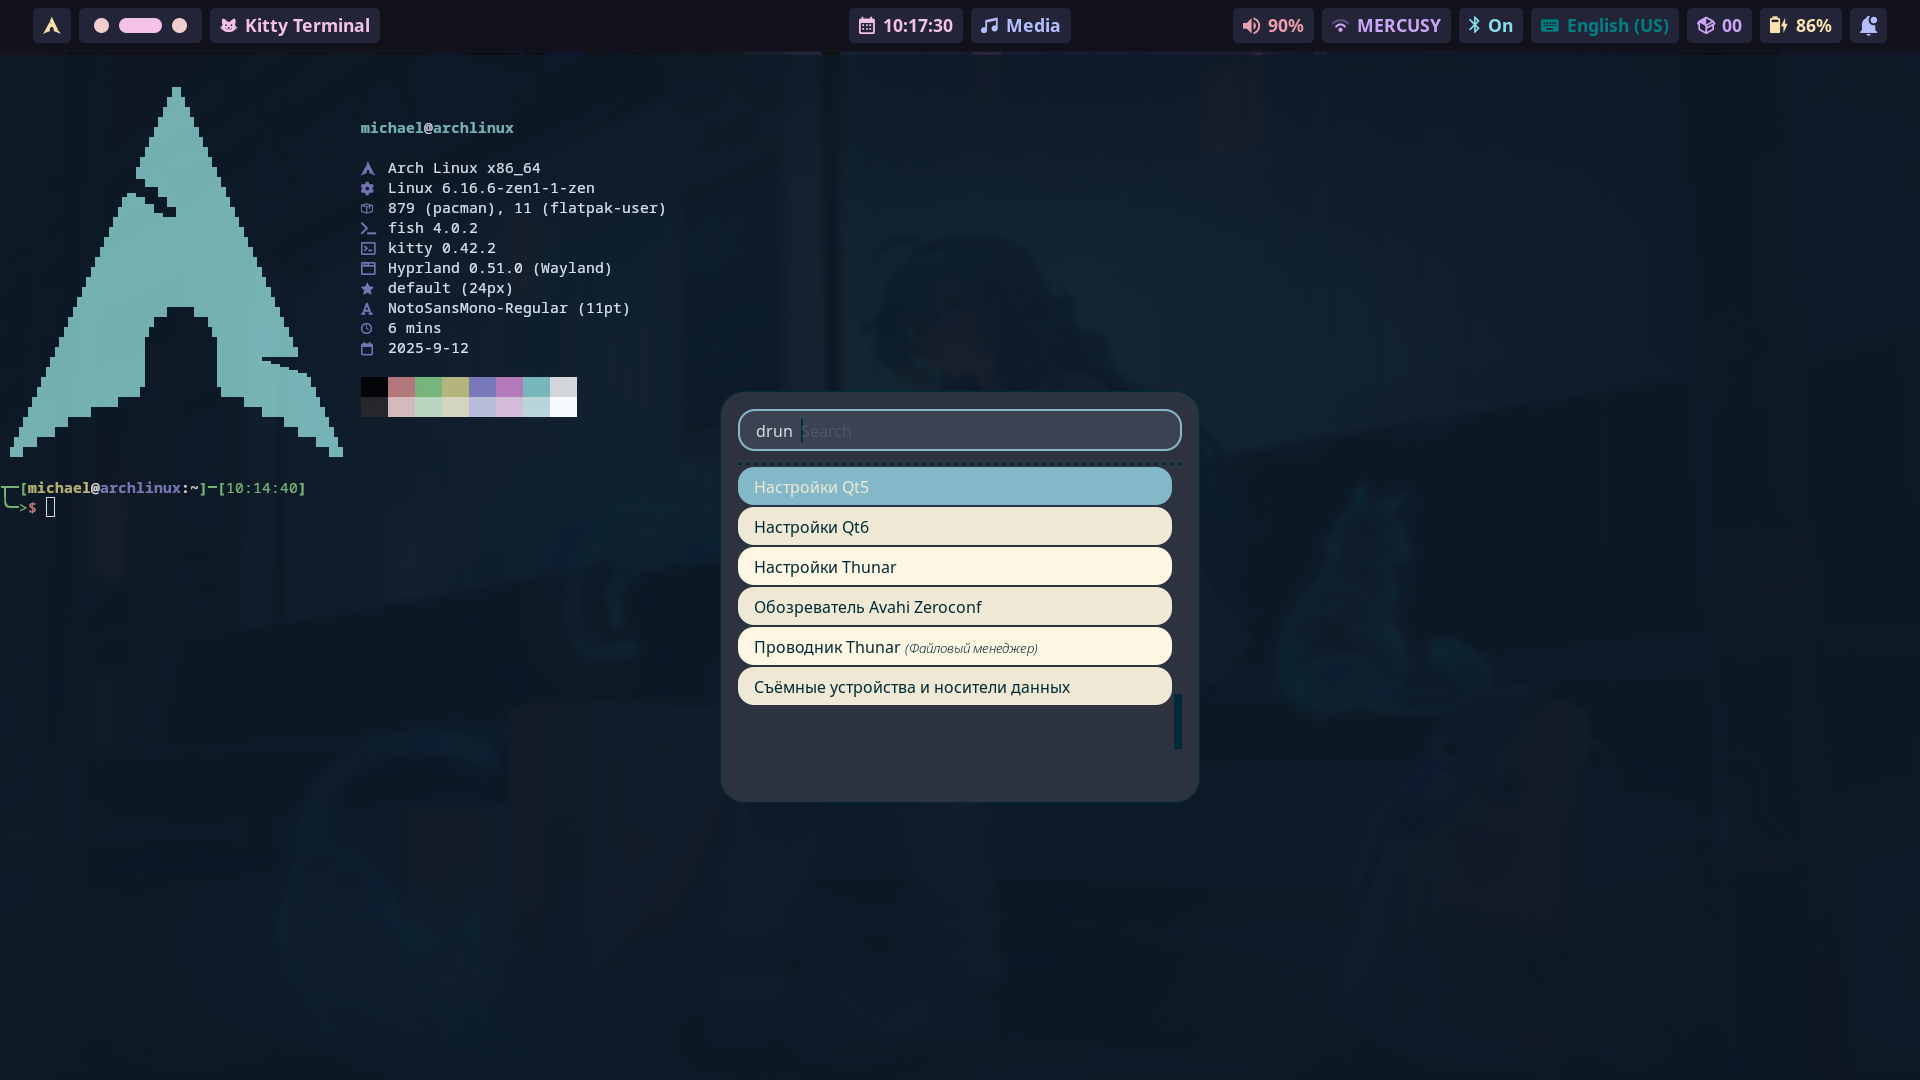 Kitty Terminal
10:17:30
Media
90%
MERCUSY
On
English (US)
00
86%
michael@archlinux
Arch Linux x86_64
Linux 6.16.6-zen1-1-zen
879 (pacman), 11 (flatpak-user)
fish 4.0.2
kitty 0.42.2
Hyprland 0.51.0 (Wayland)
default (24px)
NotoSansMono-Regular (11pt)
6 mins
2025-9-12
[michael@archlinux:~]─[10:14:40]
>$
drun Search
Настройки Qt5
Настройки Qt6
Настройки Thunar
Обозреватель Avahi Zeroconf
Проводник Thunar (Файловый менеджер)
Съёмные устройства и носители данных